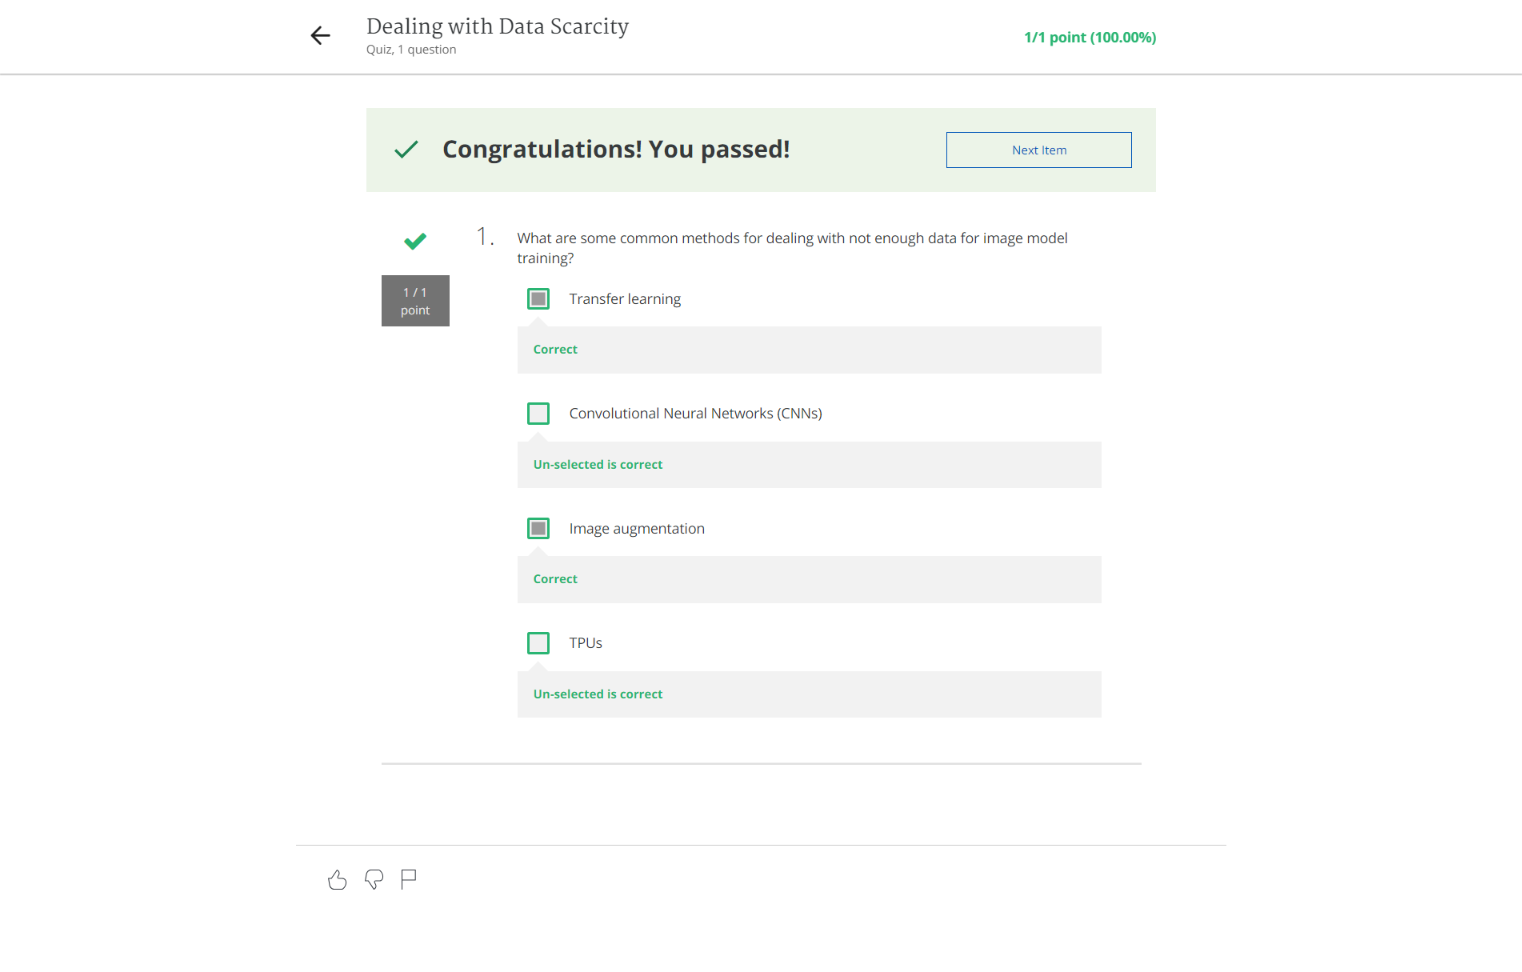 Dealing with Data Scarcity
Quiz, 1 question
1/1 point (100.00%)
Congratulations! You passed!
Next Item
1 / 1
point
1.
What are some common methods for dealing with not enough data for image model
training?
Transfer learning
Correct
Convolutional Neural Networks (CNNs)
Un-selected is correct
Image augmentation
Correct
TPUs
Un-selected is correct